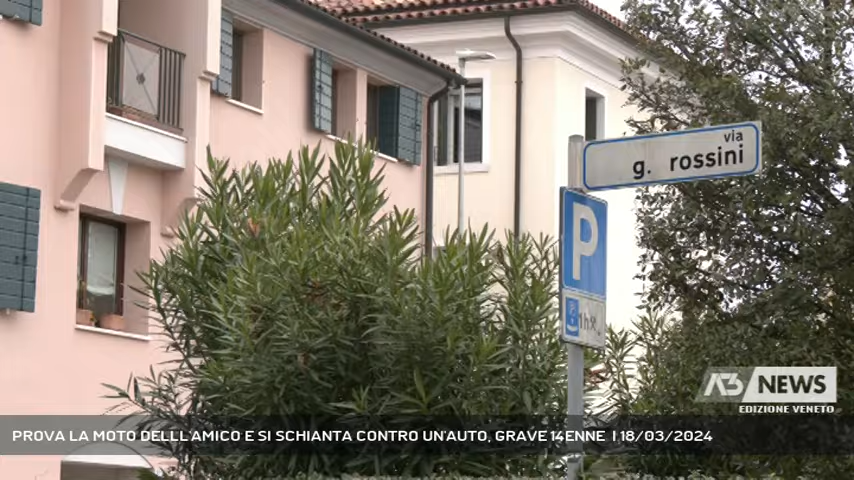 via
g. rossini
P
1h
A3 NEWS
EDIZIONE VENETO
PROVA LA MOTO DELLL'AMICO E SI SCHIANTA CONTRO UN'AUTO, GRAVE 14ENNE | 18/03/2024